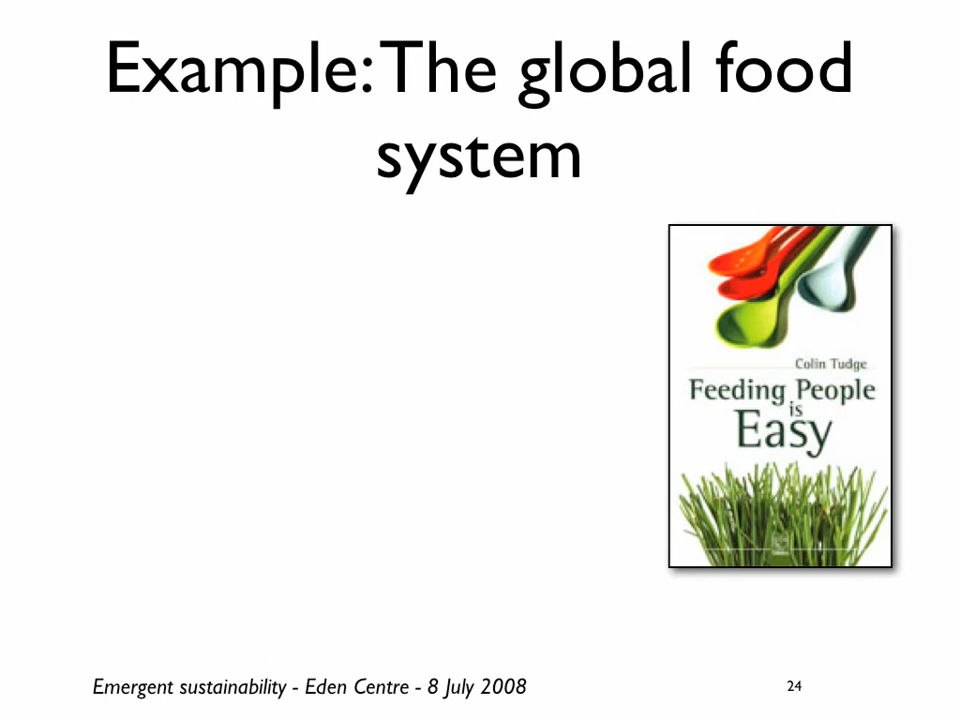 Example: The global food
system
Colin Tudge
Feeding People
is
Easy
Emergent sustainability - Eden Centre - 8 July 2008
24